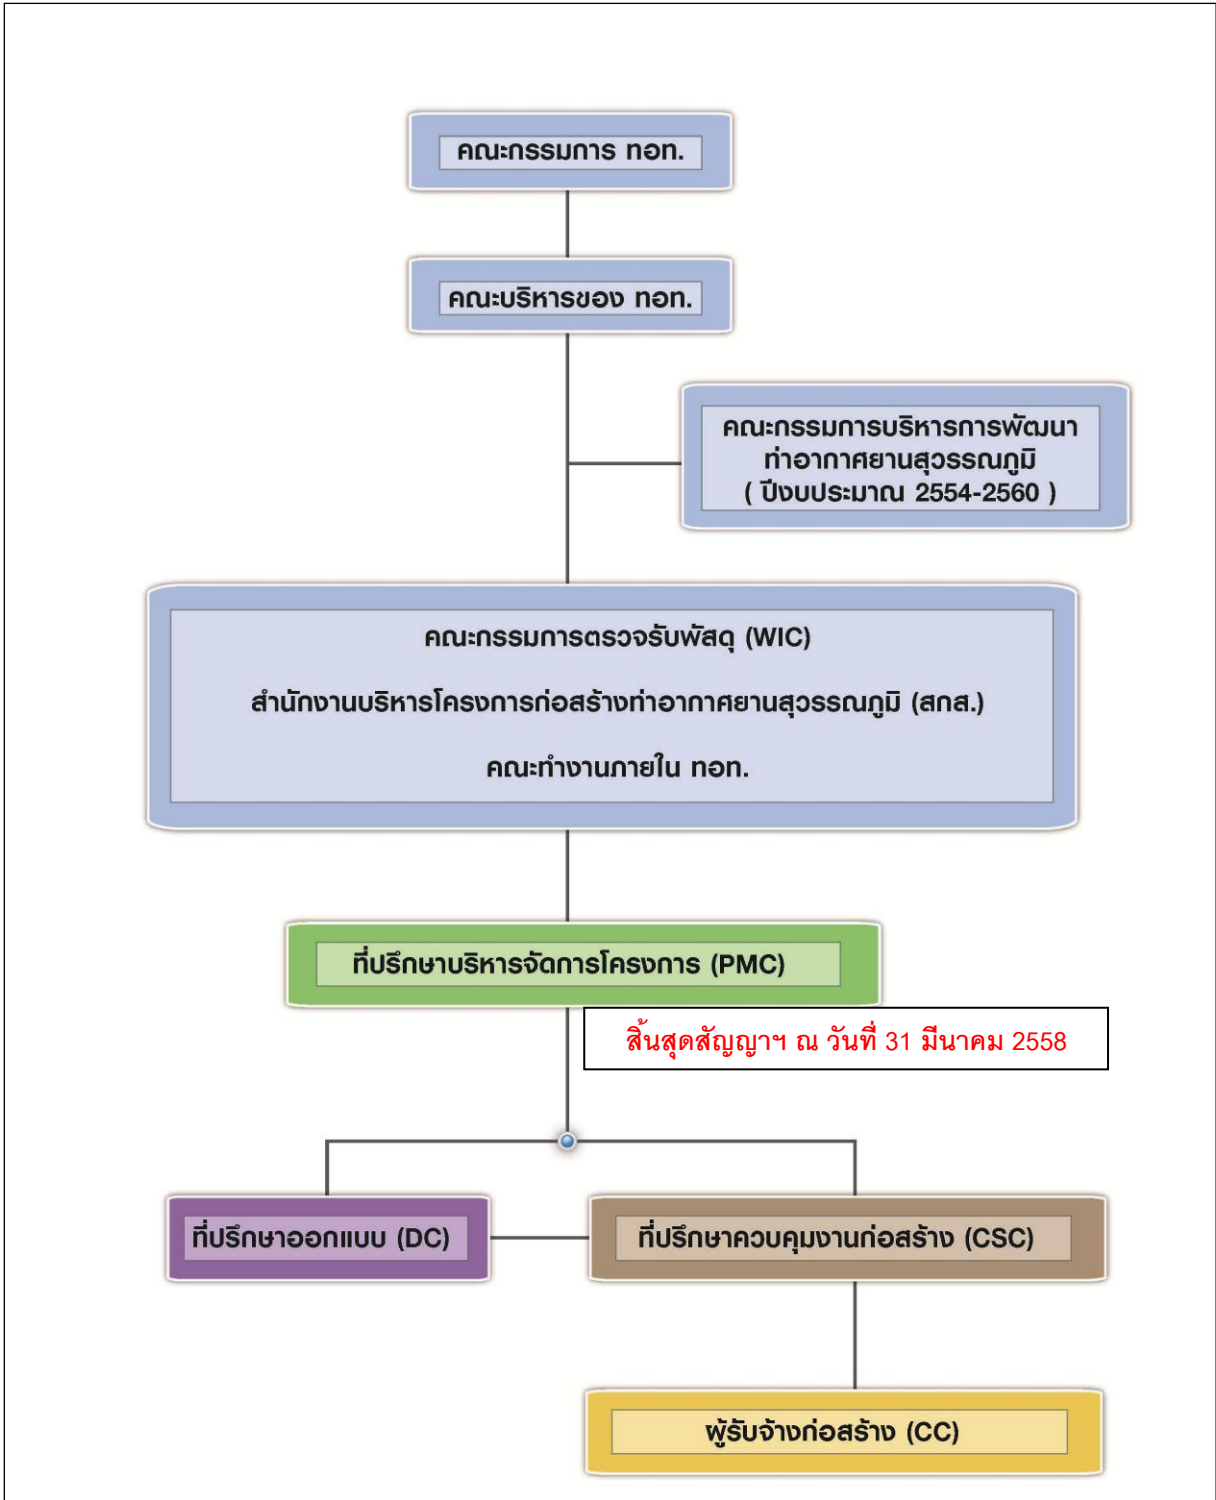 คณะกรรมการ ทอท.
คณะบริหารของ ทอท.
คณะกรรมการบริหารการพัฒนา
ท่าอากาศยานสุวรรณภูมิ
( ปีงบประมาณ 2554-2560 )
คณะกรรมการตรวจรับพัสดุ (WIC)
สำนักงานบริหารโครงการก่อสร้างท่าอากาศยานสุวรรณภูมิ (สกส.)
คณะทำงานภายใน ทอท.
ที่ปรึกษาบริหารจัดการโครงการ (PMC)
สิ้นสุดสัญญาฯ ณ วันที่ 31 มีนาคม 2558
ที่ปรึกษาออกแบบ (DC)
ที่ปรึกษาควบคุมงานก่อสร้าง (CSC)
ผู้รับจ้างก่อสร้าง (CC)